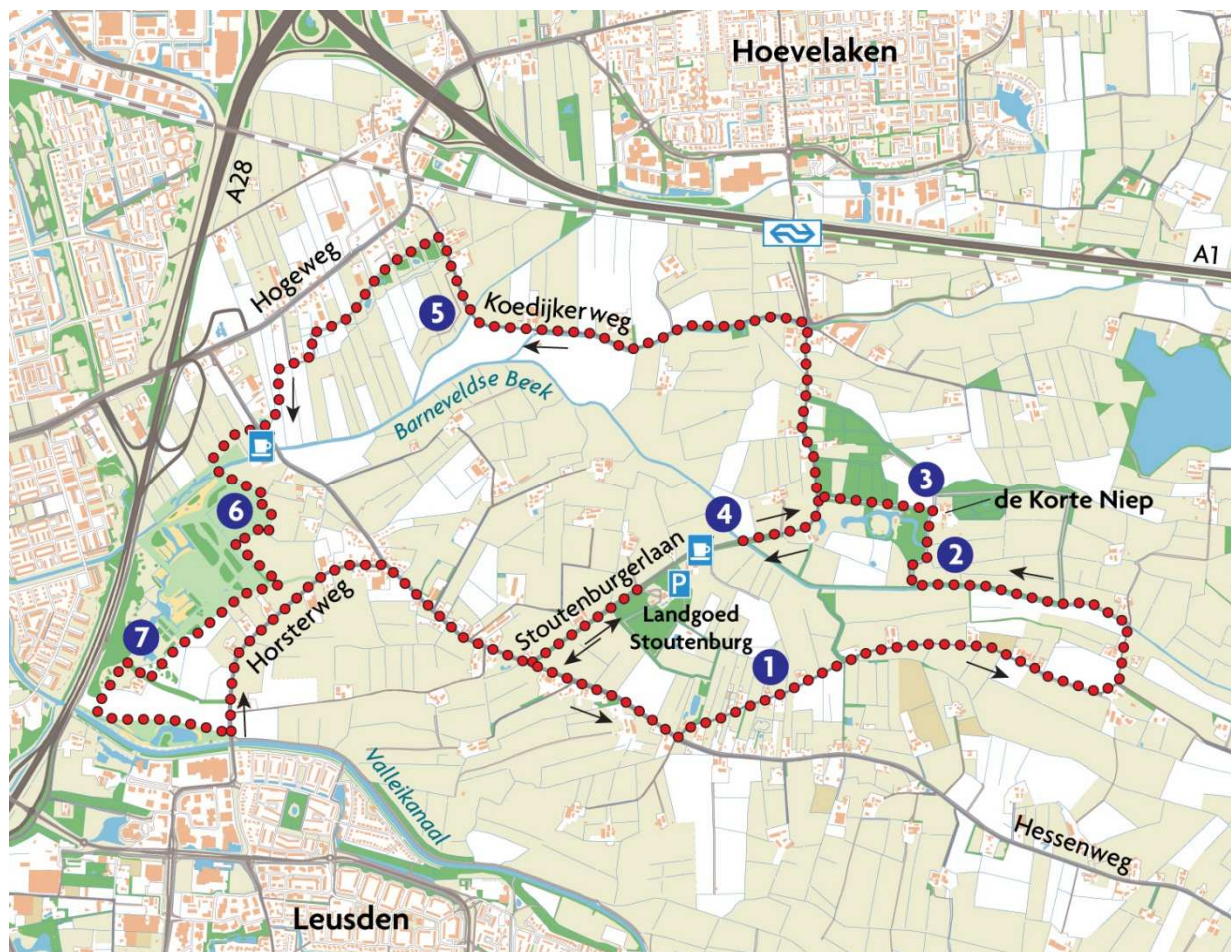 Hoevelaken
A28
A1
Hogeweg
Koedijkerweg
5
Barneveldse Beek
3
de Korte Niep
6
4
2
Stoutenburgerlaan
P
Horsterweg
Landgoed
Stoutenburg
1
7
Valleikanaal
Hessenweg
Leusden